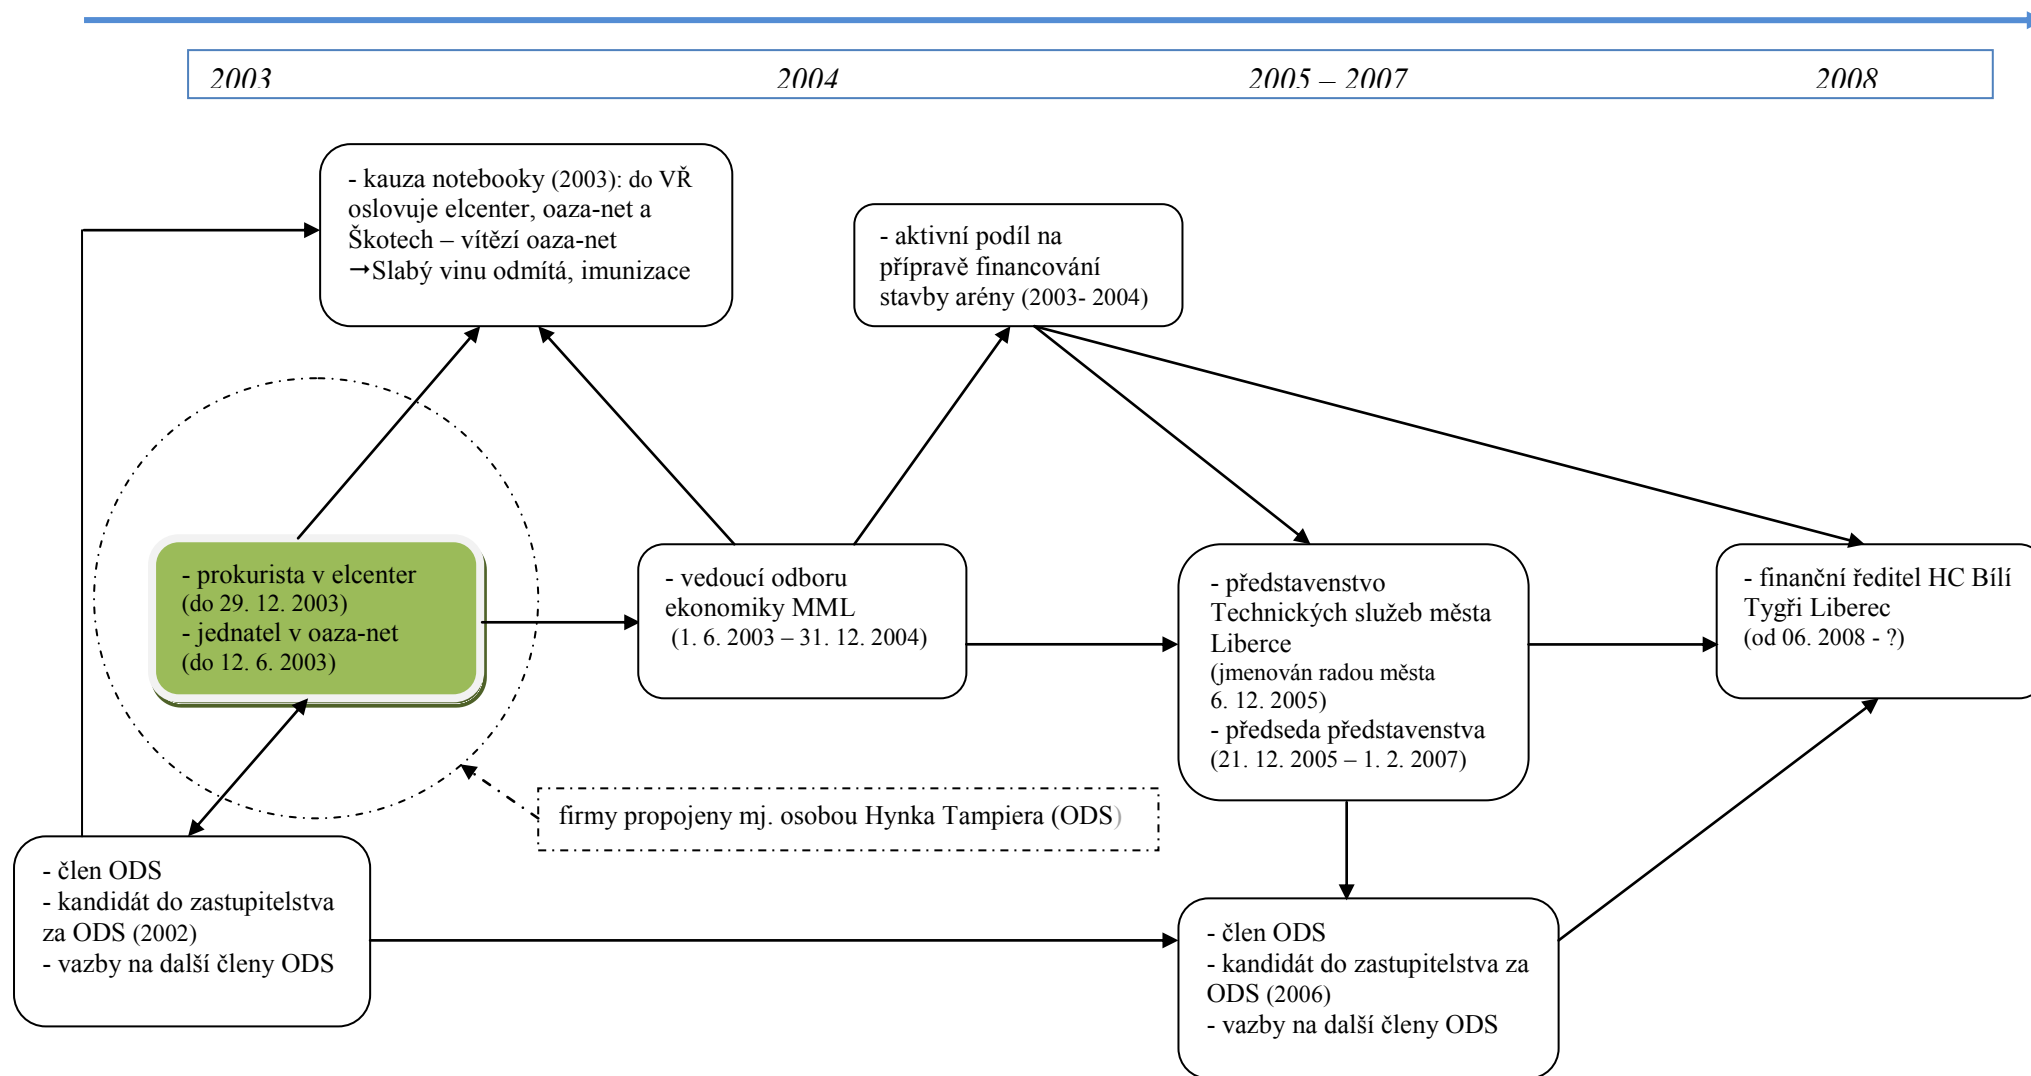 2003 2004 2005 – 2007 2008
- kauza notebooky (2003): do VŘ
oslovuje elcenter, oaza-net a
Škotech – vítězí oaza-net
→Slabý vinu odmítá, imunizace
- aktivní podíl na
přípravě financování
stavby arény (2003- 2004)
- prokurista v elcenter
(do 29. 12. 2003)
- jednatel v oaza-net
(do 12. 6. 2003)
- vedoucí odboru
ekonomiky MML
(1. 6. 2003 – 31. 12. 2004)
- představenstvo
Technických služeb města
Liberce
(jmenován radou města
6. 12. 2005)
- předseda představenstva
(21. 12. 2005 – 1. 2. 2007)
- finanční ředitel HC Bílí
Tygři Liberec
(od 06. 2008 - ?)
firmy propojeny mj. osobou Hynka Tampiera (ODS)
- člen ODS
- kandidát do zastupitelstva
za ODS (2002)
- vazby na další členy ODS
- člen ODS
- kandidát do zastupitelstva za
ODS (2006)
- vazby na další členy ODS